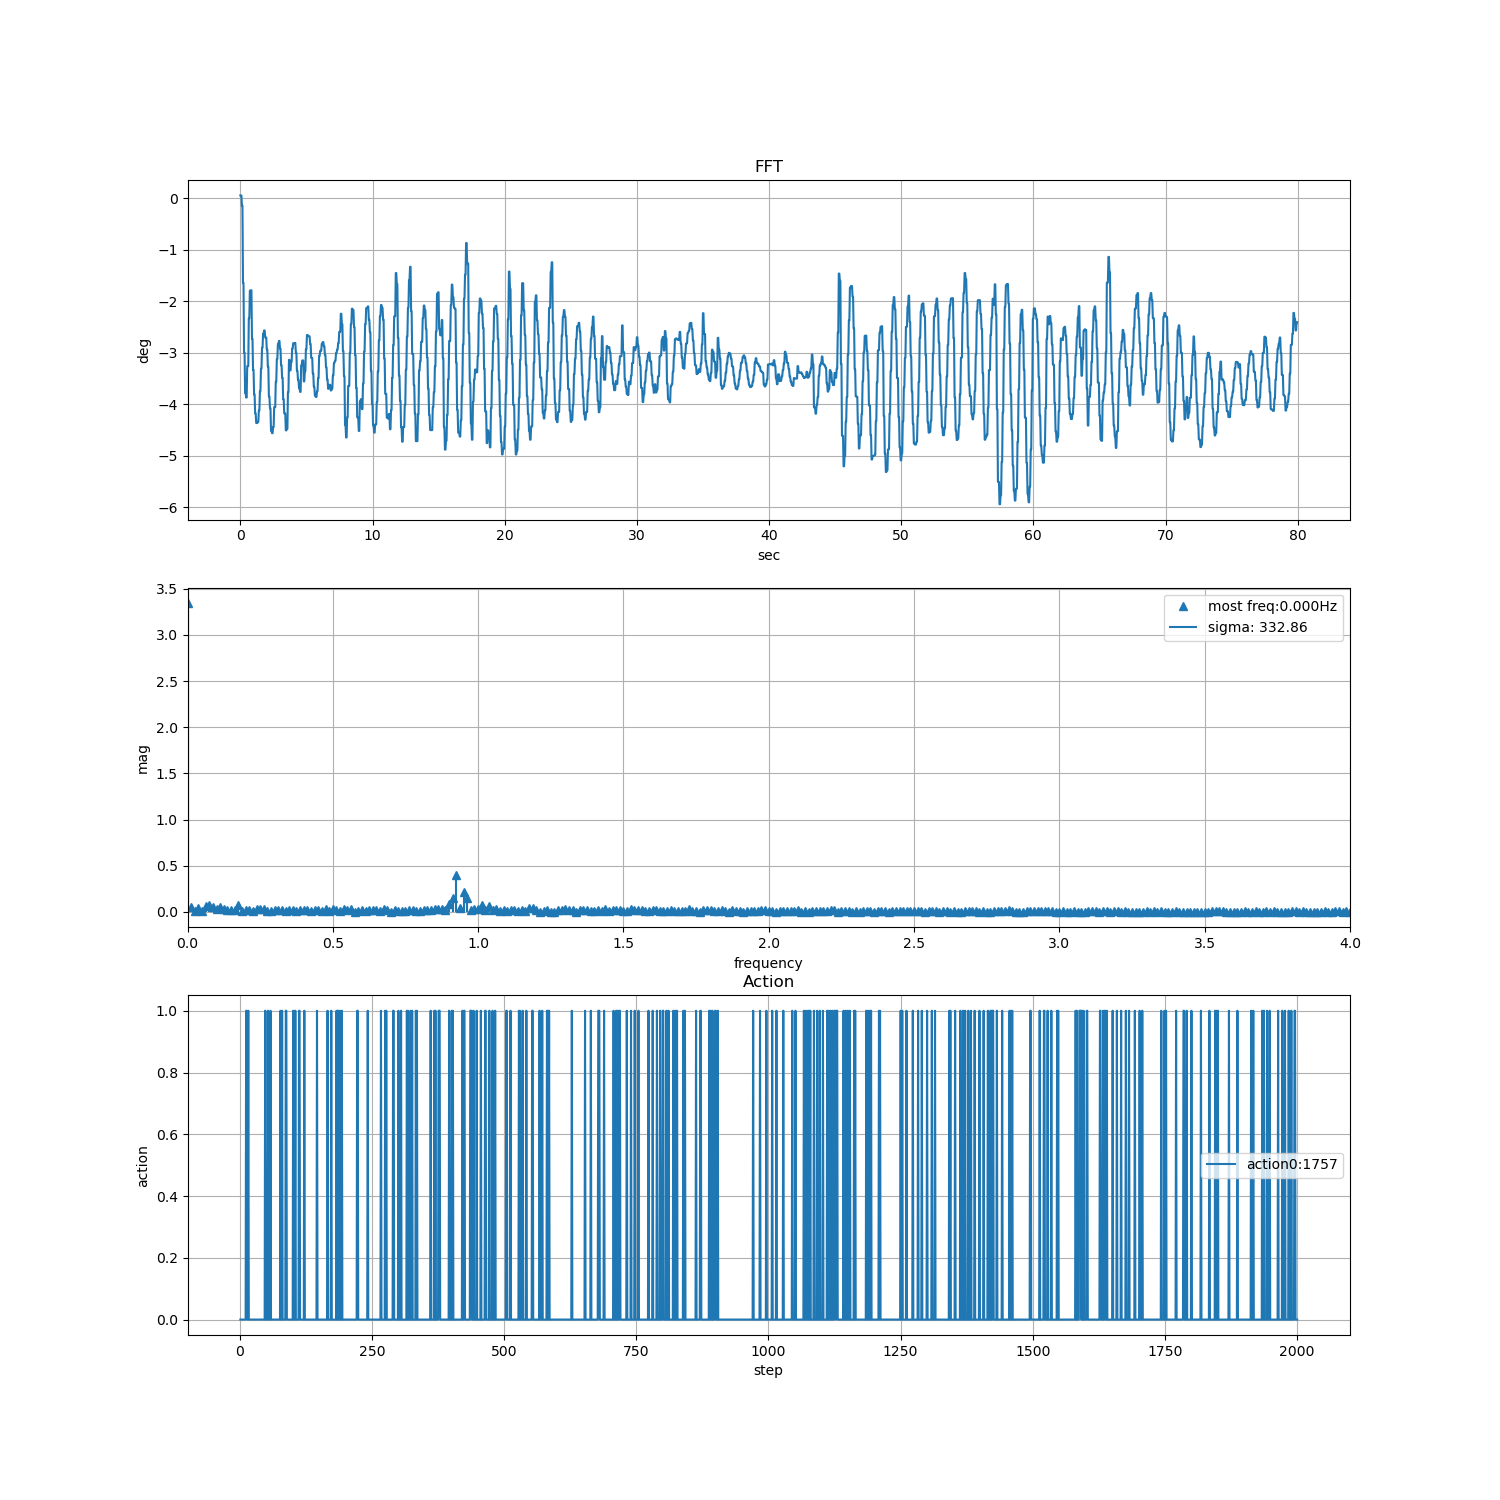 FFT
0
−1
−2
−3
−4
−5
−6
deg
0 10 20 30 40 50 60 70 80
sec
3.5
3.0
2.5
2.0
1.5
1.0
0.5
0.0
mag
most freq:0.000Hz
sigma: 332.86
0.0 0.5 1.0 1.5 2.0 2.5 3.0 3.5 4.0
frequency
Action
1.0
0.8
0.6
0.4
0.2
0.0
action
action0:1757
0 250 500 750 1000 1250 1500 1750 2000
step